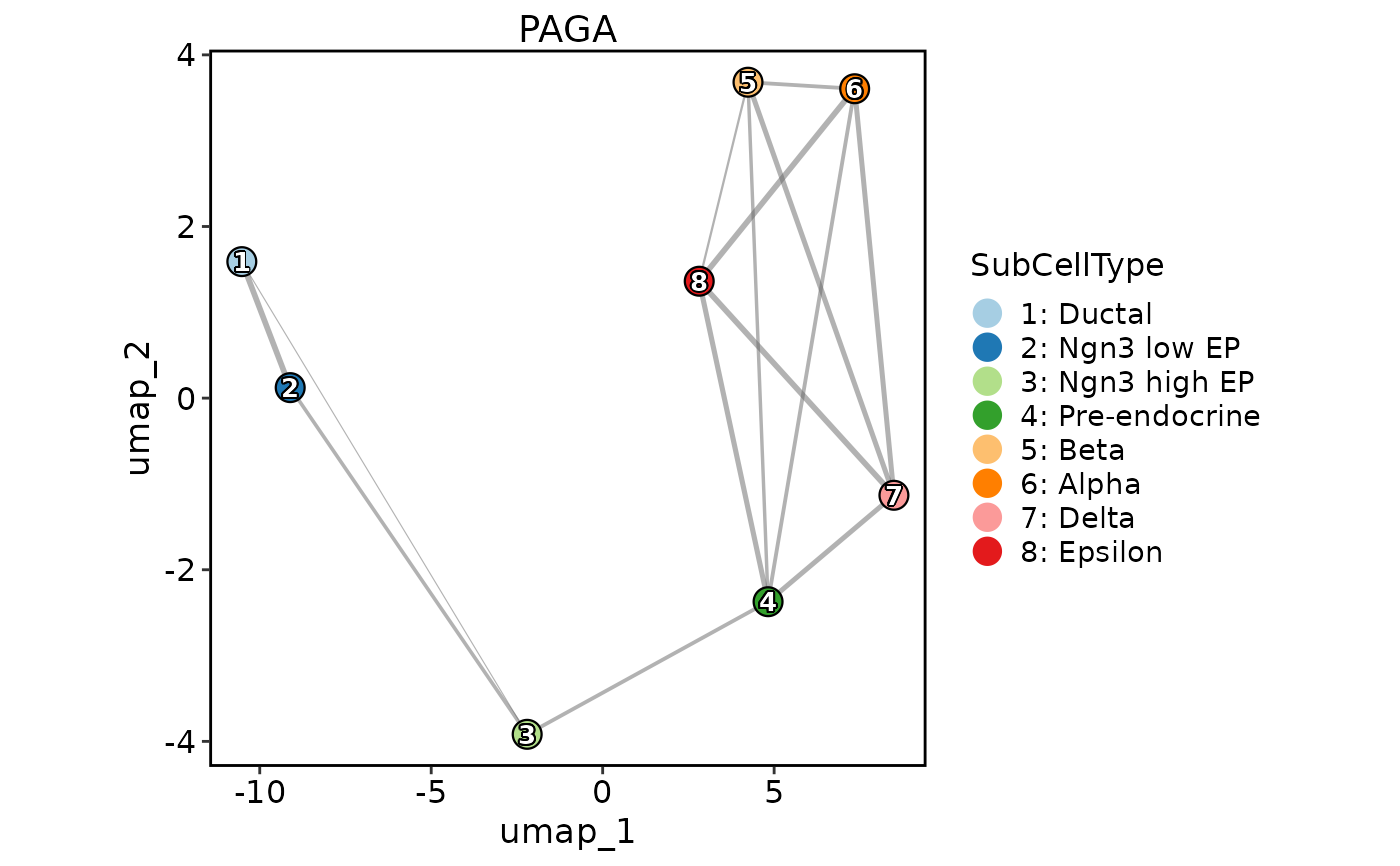 PAGA
4
2
0
-2
-4
umap_2
5
6
1
8
2
7
4
3
-10
-5
0
5
umap_1
SubCellType
1: Ductal
2: Ngn3 low EP
3: Ngn3 high EP
4: Pre-endocrine
5: Beta
6: Alpha
7: Delta
8: Epsilon